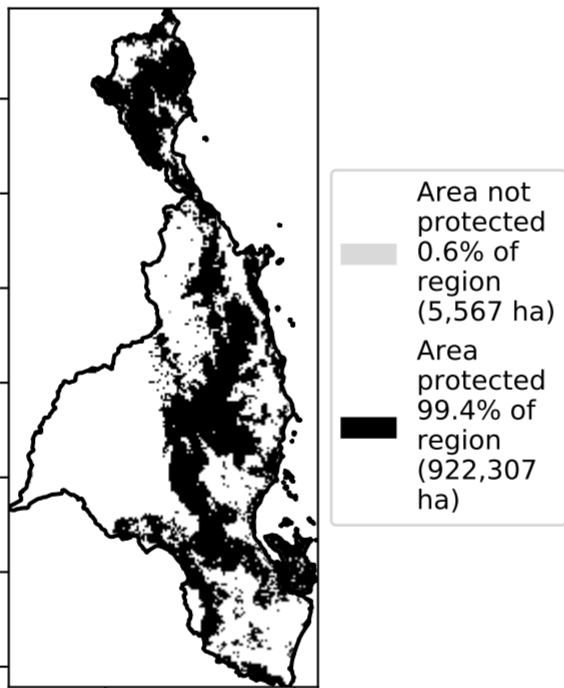 Area not
protected
0.6% of
region
(5,567 ha)
Area
protected
99.4% of
region
(922,307
ha)